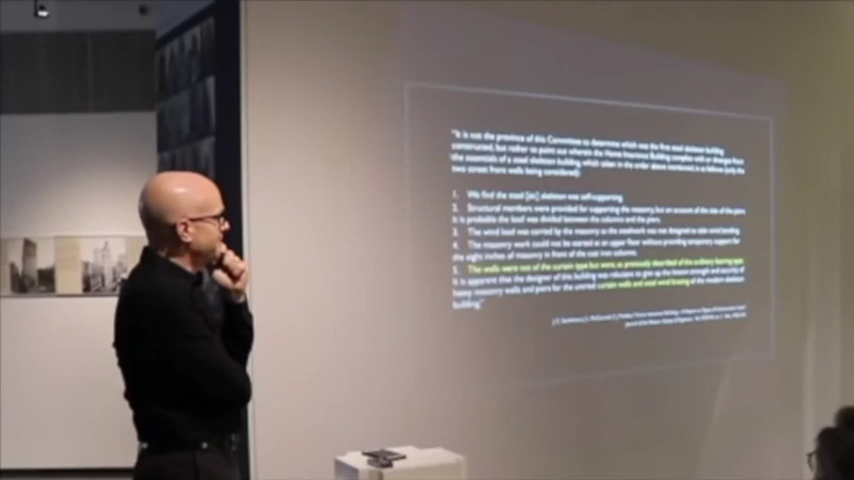 "It is not the province of this Committee to determine which was the first steel skeleton building
constructed, but rather to point out wherein the Home Insurance Building complies with or diverges from
the essentials of a steel skeleton building, which taken in the order above mentioned, is as follows (only the
two street front walls being considered):
1. We find the steel [sic] skeleton was self-supporting.
2. Structural members were provided for supporting the masonry, but on account of the size of the piers
it is probable the load was divided between the columns and the piers.
3. The wind load was carried by the masonry as the steelwork was not designed to take wind bending.
4. The masonry work could not be started at an upper floor without providing temporary support for
the eight inches of masonry in front of the cast iron columns.
5. The walls were not of the curtain type but were, as previously described of the ordinary bearing type.
It is apparent that the designer of this building was reluctant to give up the known strength and security of
heavy masonry walls and piers for the untried curtain walls and steel wind bracing of the modern skeleton
building."